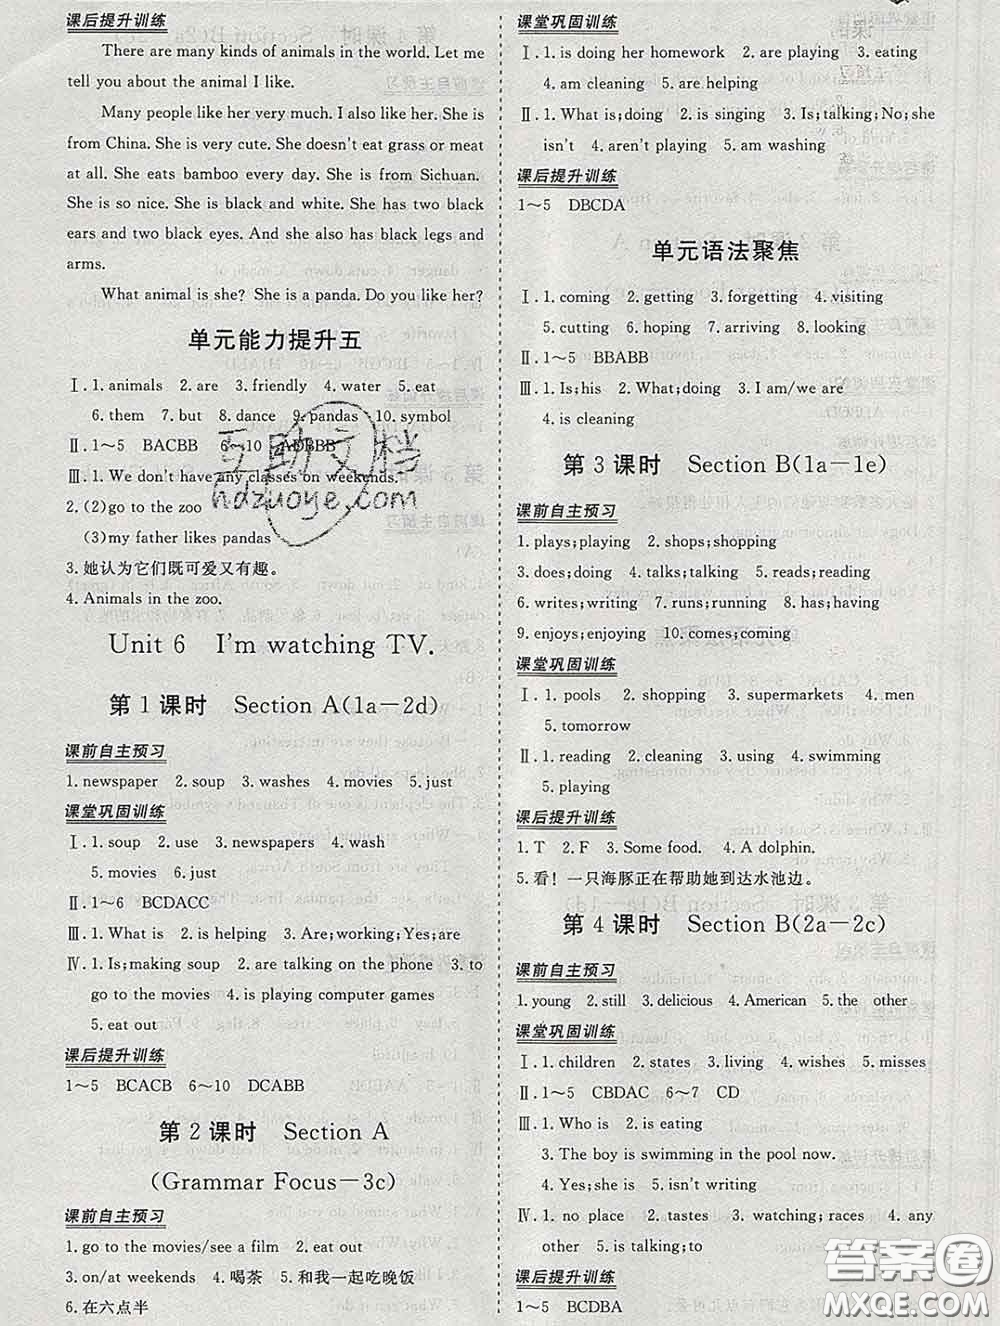 课后提升训练
There are many kinds of animals in the world. Let me
tell you about the animal I like.
Many people like her very much. I also like her. She is
from China. She is very cute. She doesn't eat grass or meat
at all. She eats bamboo every day. She is from Sichuan.
She is so nice. She is black and white. She has two black
ears and two black eyes. And she also has black legs and
arms.
What animal is she? She is a panda. Do you like her?
单元能力提升五
Ⅰ. 1. animals 2. are 3. friendly 4. water 5. eat
6. them 7. but 8. dance 9. pandas 10. symbol
Ⅱ. 1～5 BACBB 6～10 ADBBB
Ⅲ. 1. We don't have any classes on weekends.
2. (2)go to the zoo
(3)my father likes pandas
3. 她认为它们既可爱又有趣。
4. Animals in the zoo.
Unit 6 I'm watching TV.
第 1 课时 Section A(1a－2d)
课前自主预习
1. newspaper 2. soup 3. washes 4. movies 5. just
课堂巩固训练
Ⅰ. 1. soup 2. use 3. newspapers 4. wash
5. movies 6. just
Ⅱ. 1～6 BCDACC
Ⅲ. 1. What's; doing 2. isn't 3. Are; working; Yes; are
Ⅳ. 1. Is; making soup 2. are talking on the phone 3. to
go to the movies 4. is playing computer games
5. eat out
课后提升训练
1～5 BCACB 6～10 DCABB
第 2 课时 Section A
(Grammar Focus－3c)
课前自主预习
1. go to the movies/see a film 2. eat out
3. on/at weekends 4. 喝茶 5. 和我一起吃晚饭
6. 在六点半
课堂巩固训练
Ⅰ. 1. is doing her homework 2. are playing 3. eating
4. am cleaning 5. are helping
Ⅱ. 1. What is; doing 2. is singing 3. Is; talking; No; she
isn't 4. aren't playing 5. am washing
课后提升训练
1～5 DBCDA
单元语法聚焦
Ⅰ. 1. coming 2. getting 3. forgetting 4. visiting
5. cutting 6. hoping 7. arriving 8. looking
Ⅱ. 1～5 BBABB
Ⅲ. 1. Is; his 2. What; doing 3. Am I/we are
4. is cleaning
第 3 课时 Section B(1a－1e)
课前自主预习
1. plays; playing 2. shops; shopping
3. does; doing 4. talks; talking 5. reads; reading
6. writes; writing 7. runs; running 8. has; having
9. enjoys; enjoying 10. comes; coming
课堂巩固训练
Ⅰ. 1. pools 2. shopping 3. supermarkets 4. men
5. tomorrow
Ⅱ. 1. reading 2. cleaning 3. using 4. swimming
5. playing
课后提升训练
1. T 2. F 3. Some food. 4. A dolphin.
5. 看！一只海豚正在帮助她到达水池边。
第 4 课时 Section B(2a－2c)
课前自主预习
1. young 2. still 3. delicious 4. American 5. the other
课堂巩固训练
Ⅰ. 1. children 2. states 3. living 4. wishes 5. misses
Ⅱ. 1～5 CBDAC 6～7 CD
Ⅲ. 1. Who is 2. is eating
3. The boy is swimming in the pool now.
4. Yes; she is 5. isn't writing
Ⅳ. 1. no place 2. tastes 3. watching; races 4. any
other 5. is talking; to
课后提升训练
1～5 BCDBA
互助文档
hdzuoye.com
答案圈
MXQE.COM